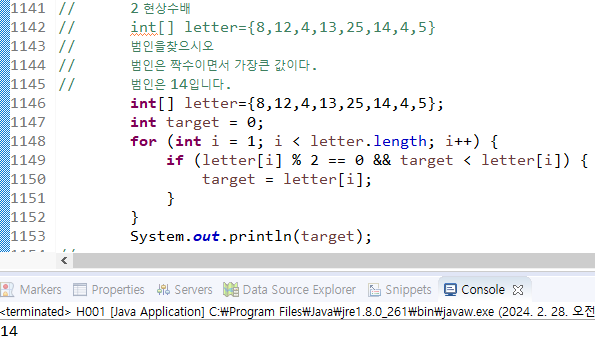 1141 // 2 현상수배
1142 // int[] letter={8,12,4,13,25,14,4,5}
1143 // 범인을찾으시오
1144 // 범인은 짝수이면서 가장큰 값이다.
1145 // 범인은 14입니다.
1146 int[] letter={8,12,4,13,25,14,4,5};
1147 int target = 0;
1148 for (int i = 1; i < letter.length; i++) {
1149 if (letter[i] % 2 == 0 && target < letter[i]) {
1150 target = letter[i];
1151 }
1152 }
1153 System.out.println(target);
Markers Properties Servers Data Source Explorer Snippets Console
<terminated> H001 [Java Application] C:₩Program Files₩Java₩jre1.8.0_261₩bin₩javaw.exe (2024. 2. 28. 오전
14